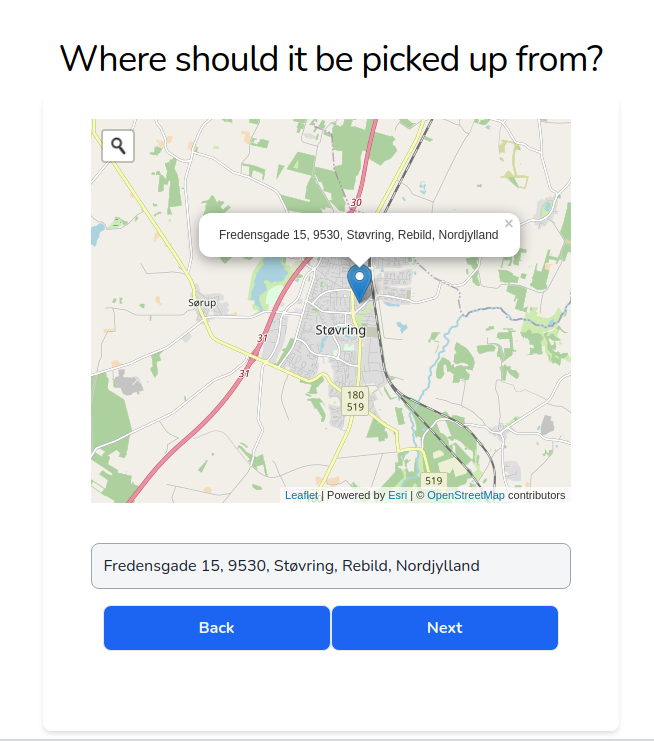 Where should it be picked up from?
30
Fredensgade 15, 9530, Støvring, Rebild, Nordjylland ×
Sørup
Støvring
31
31
180
519
519
Leaflet | Powered by Esri | © OpenStreetMap contributors
Fredensgade 15, 9530, Støvring, Rebild, Nordjylland
Back
Next